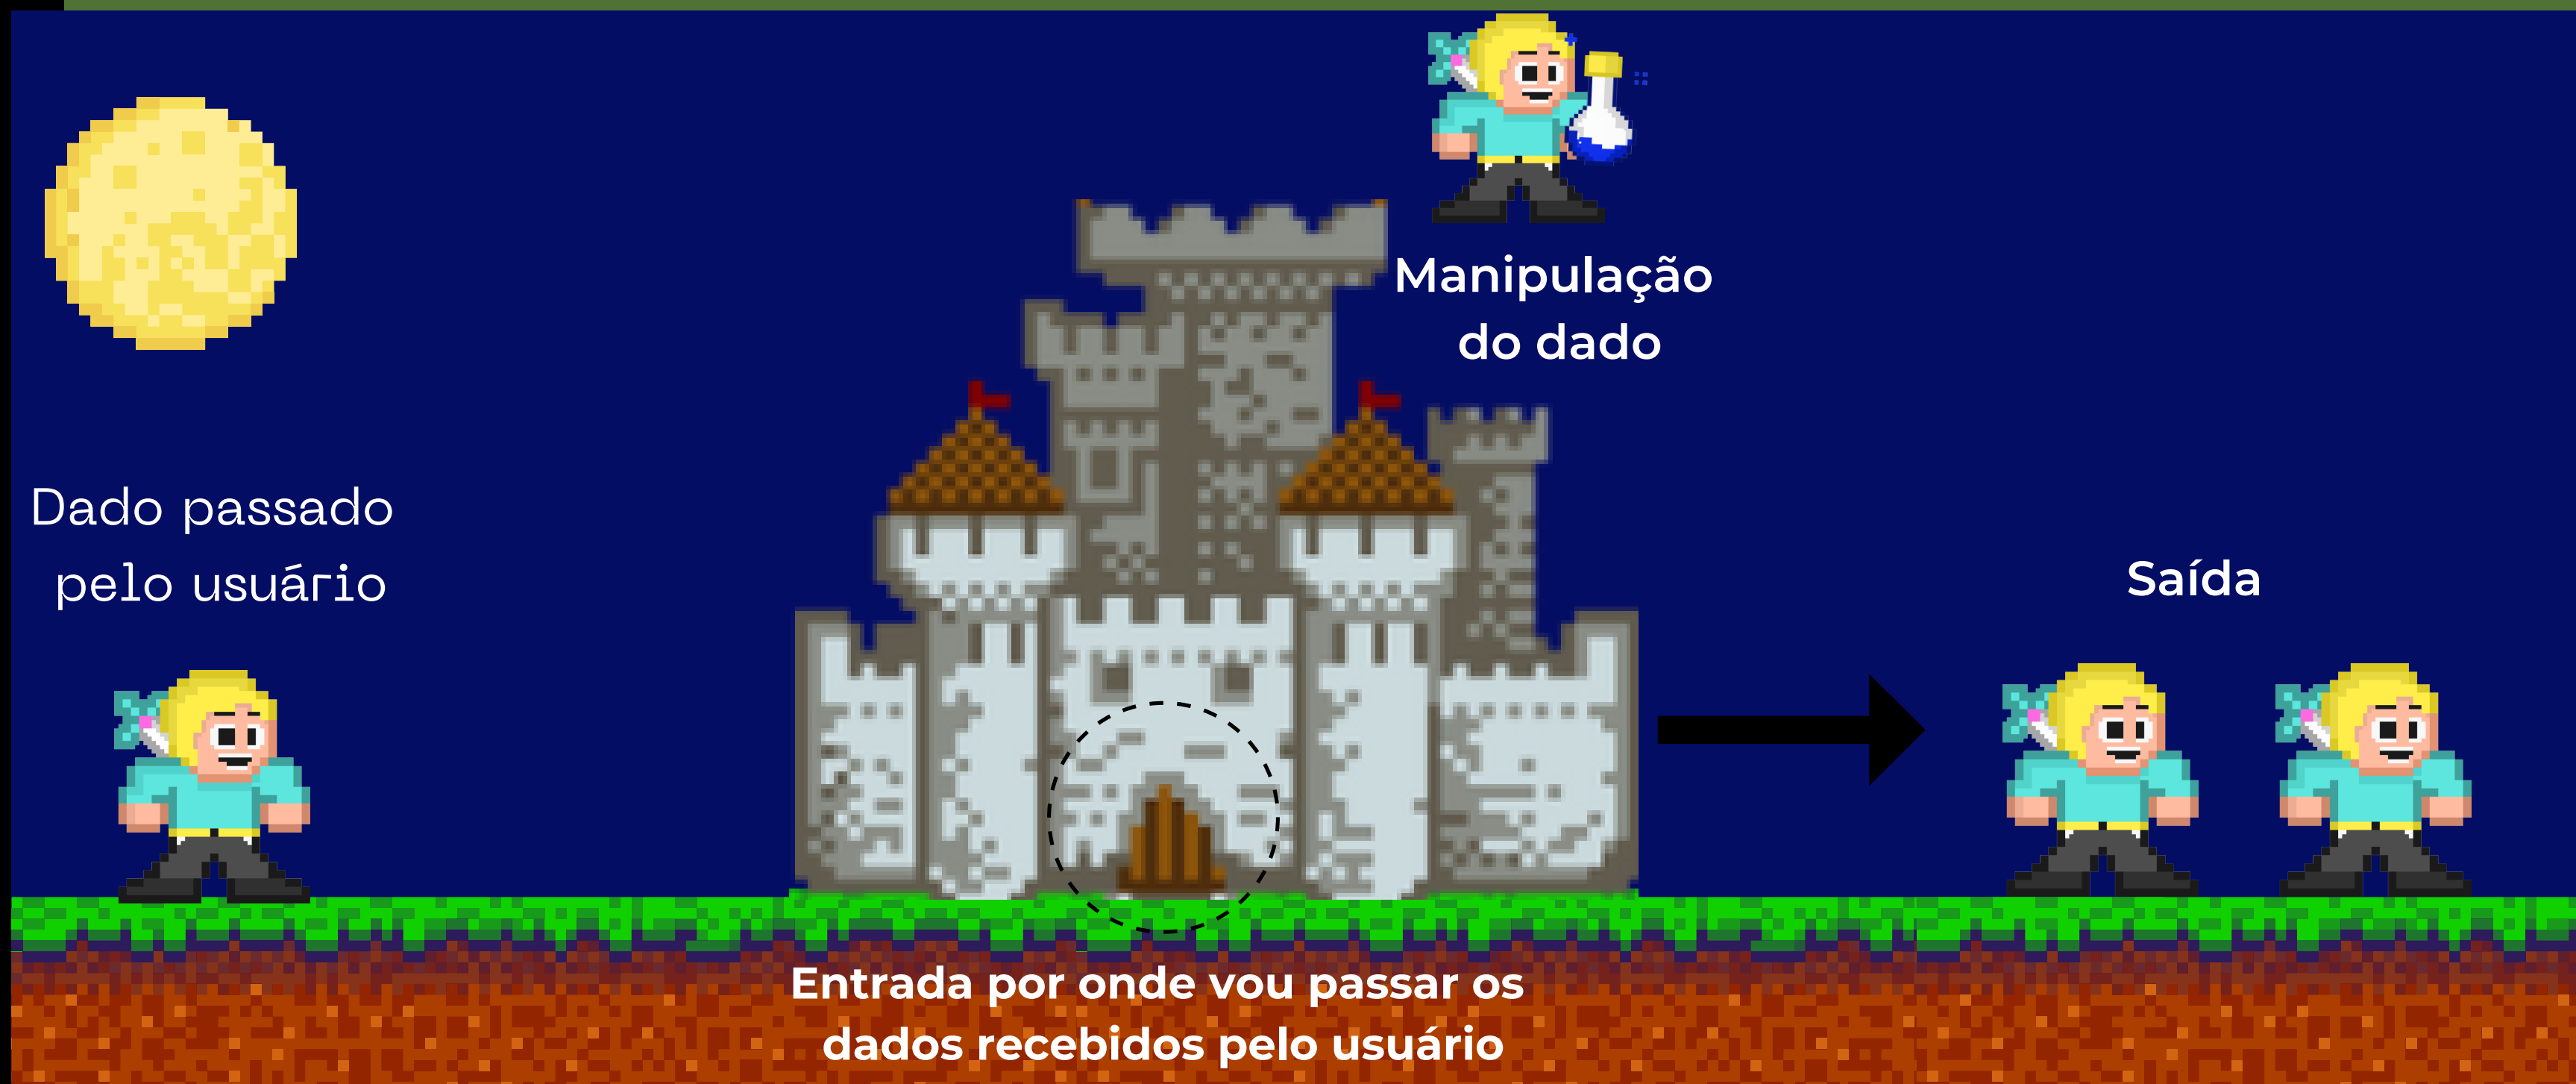 Manipulação
do dado
Dado passado
pelo usuário
Saída
Entrada por onde vou passar os
dados recebidos pelo usuário